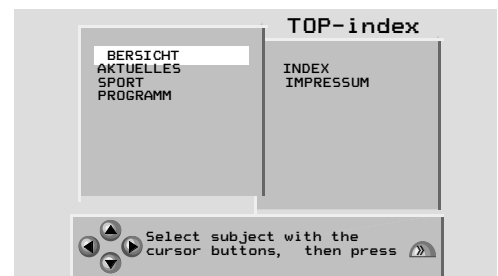 TOP-index
BERSICHT
AKTUELLES
SPORT
PROGRAMM
INDEX
IMPRESSUM
Select subject with the
cursor buttons, then press